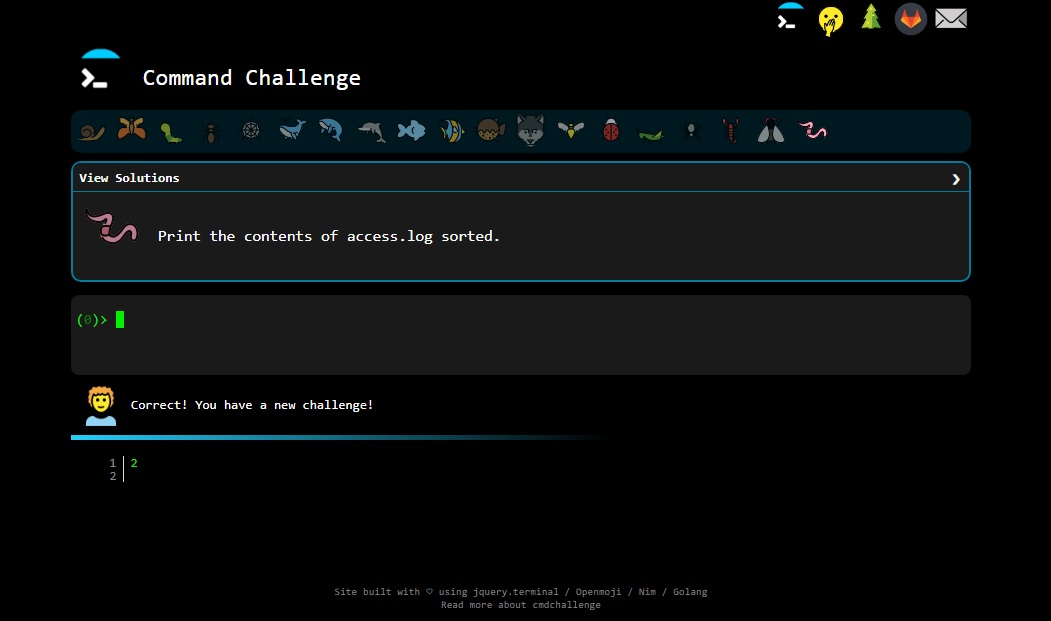 Command Challenge
View Solutions
Print the contents of access.log sorted.
(0)>
Correct! You have a new challenge!
1 2
2
Site built with ♡ using jquery.terminal / Openmoji / Nim / Golang
Read more about cmdchallenge